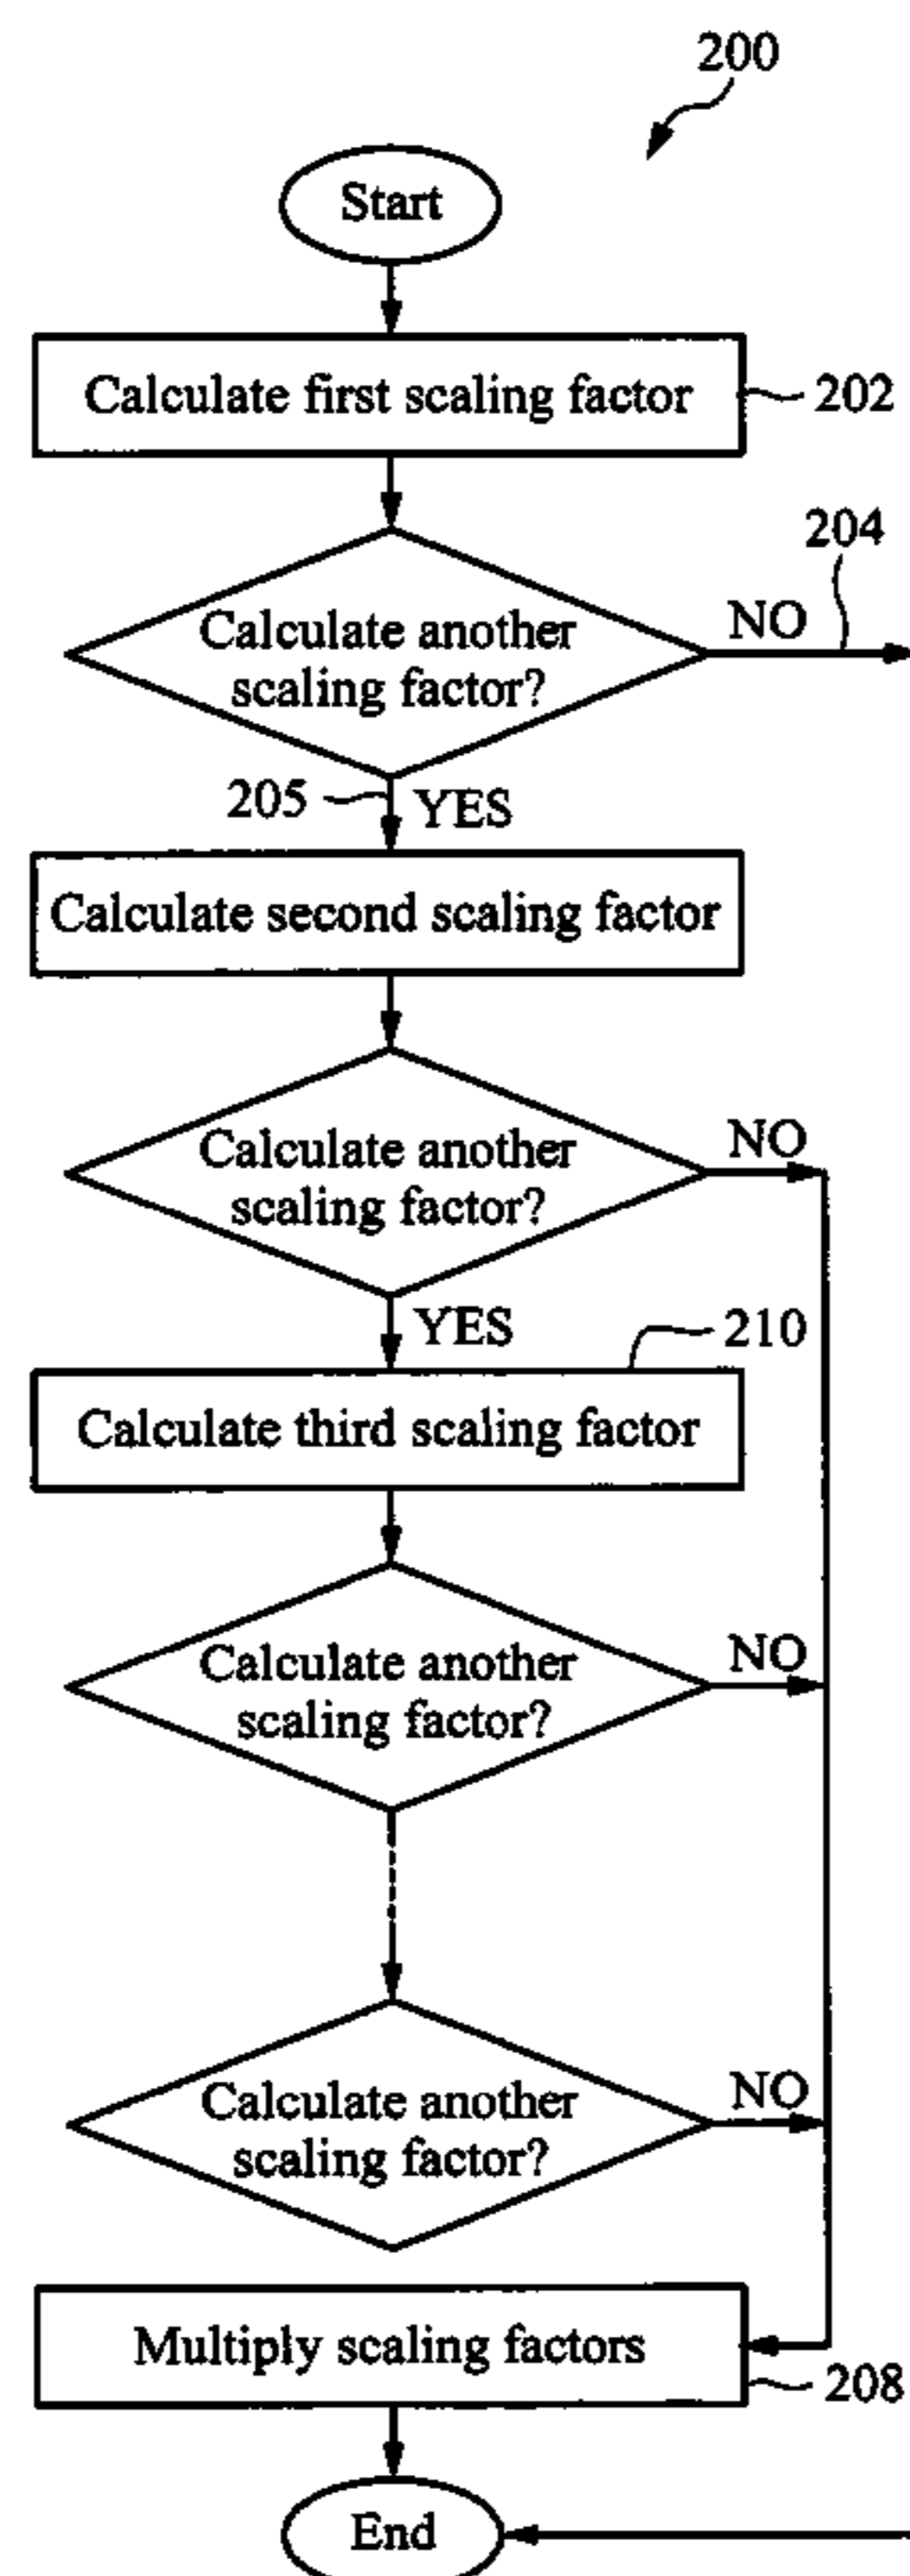 200
Start
Calculate first scaling factor
202
204
Calculate another
scaling factor?
NO
205
YES
Calculate second scaling factor
Calculate another
scaling factor?
NO
YES
210
Calculate third scaling factor
Calculate another
scaling factor?
NO
Calculate another
scaling factor?
NO
Multiply scaling factors
208
End